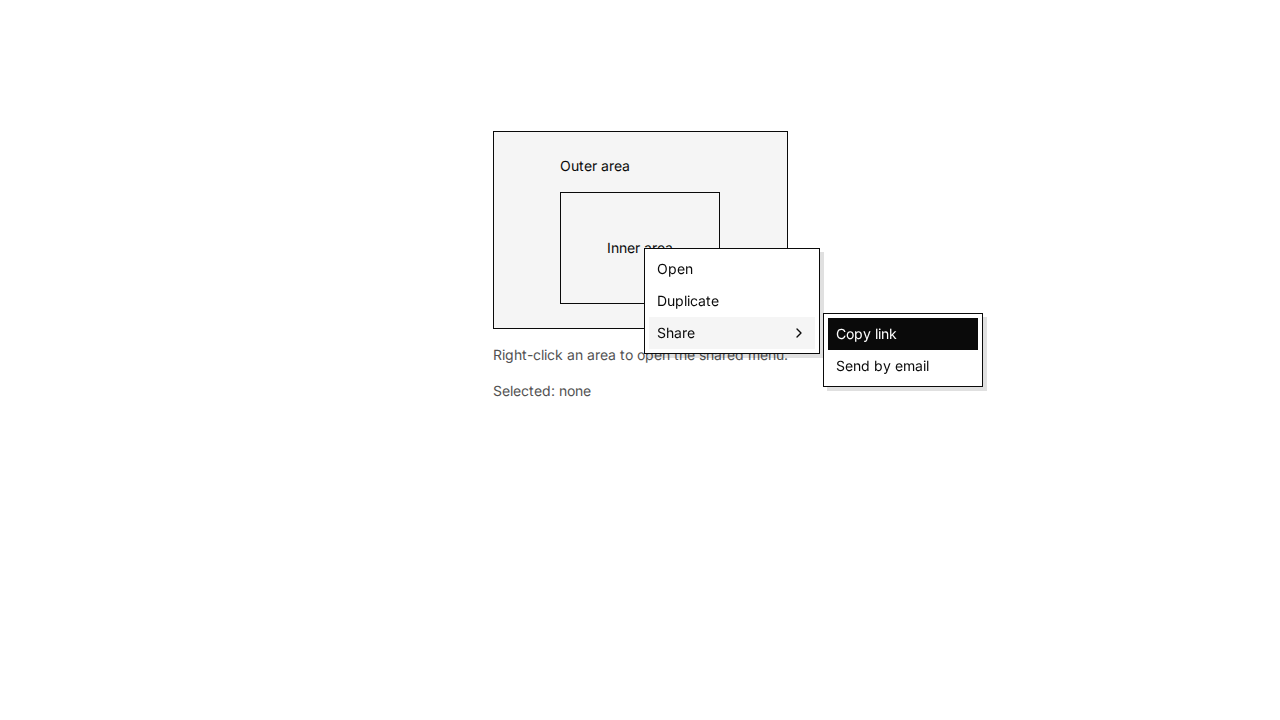 Outer area
Inner area
Open
Duplicate
Share
Copy link
Send by email
Right-click an area to open the shared menu.
Selected: none